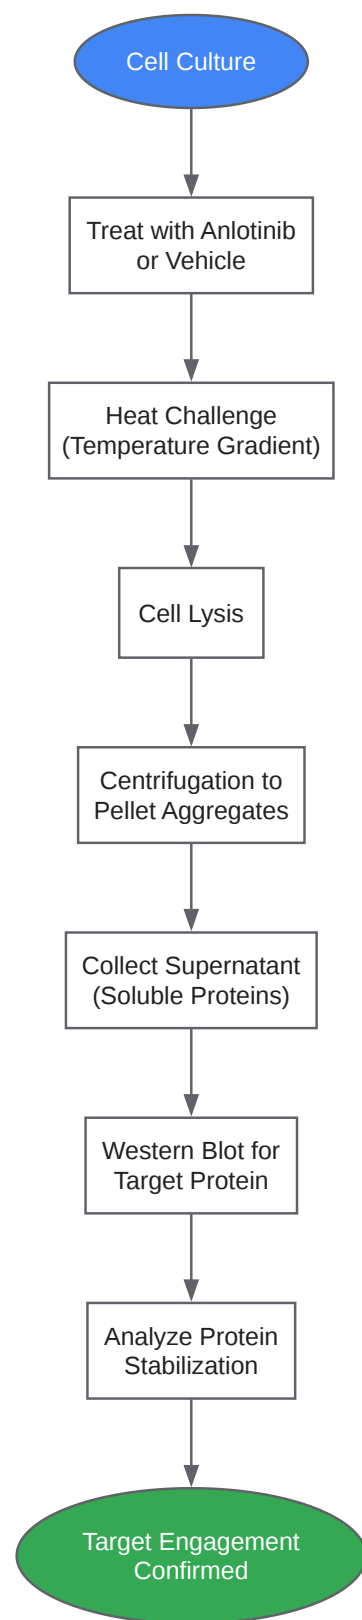 Cell Culture
Treat with Anlotinib
or Vehicle
Heat Challenge
(Temperature Gradient)
Cell Lysis
Centrifugation to
Pellet Aggregates
Collect Supernatant
(Soluble Proteins)
Western Blot for
Target Protein
Analyze Protein
Stabilization
Target Engagement
Confirmed